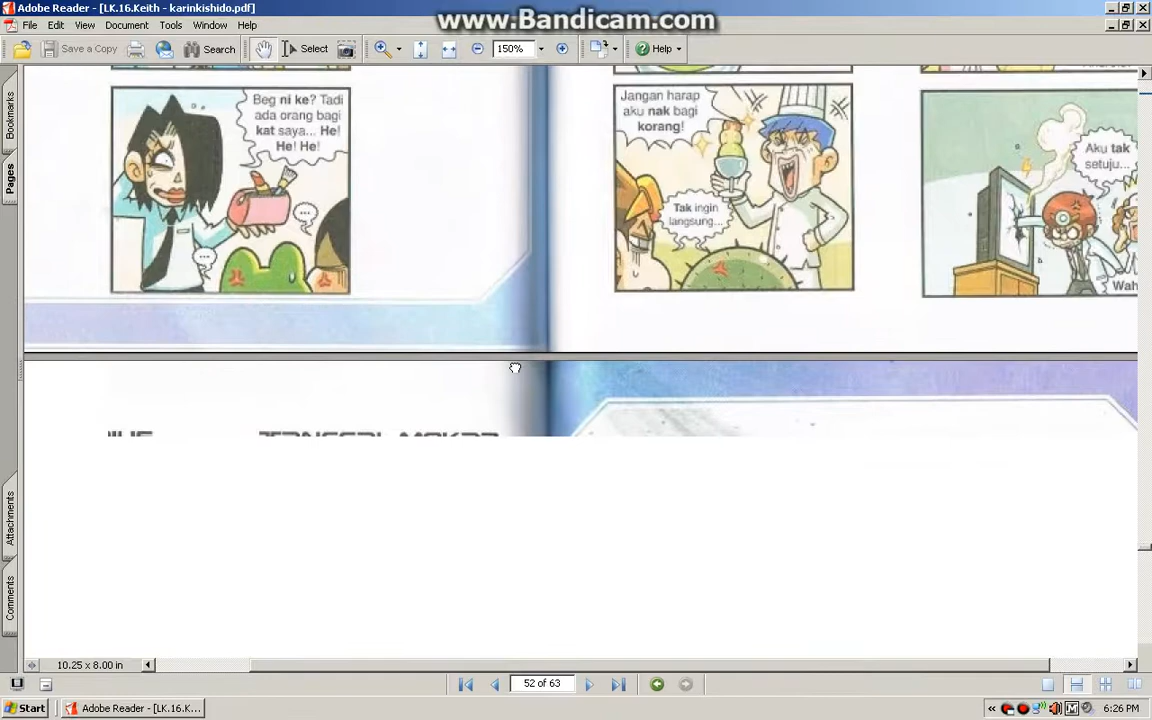 www.Bandicam.com
Adobe Reader - [LK.16.Keith - karinkishido.pdf]
File Edit View Document Tools Window Help
Save a Copy Search Select 150% Help
Bookmarks
Pages
Attachments
Comments
Beg ni ke? Tadi
ada orang bagi
kat saya... He!
He! He!
...
...
Jangan harap
aku nak bagi
korang!
Tak ingin
langsung...
Aku tak
setuju...
Wah
10.25 x 8.00 in
52 of 63
Start Adobe Reader - [LK.16.K... 6:26 PM